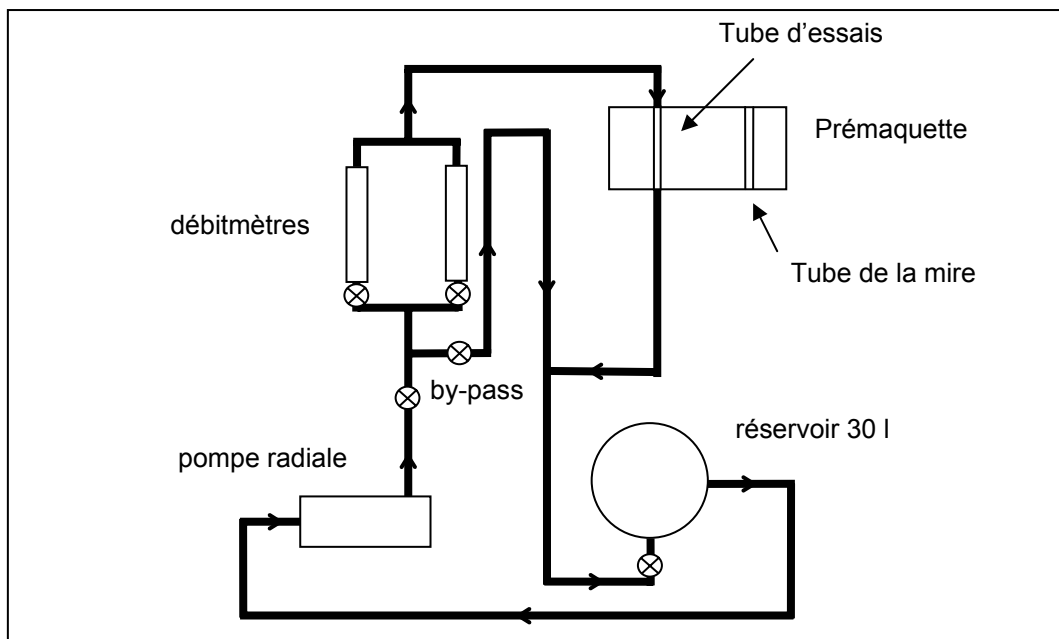 Tube d'essais
Prémaquette
débitmètres
Tube de la mire
by-pass
réservoir 30 l
pompe radiale